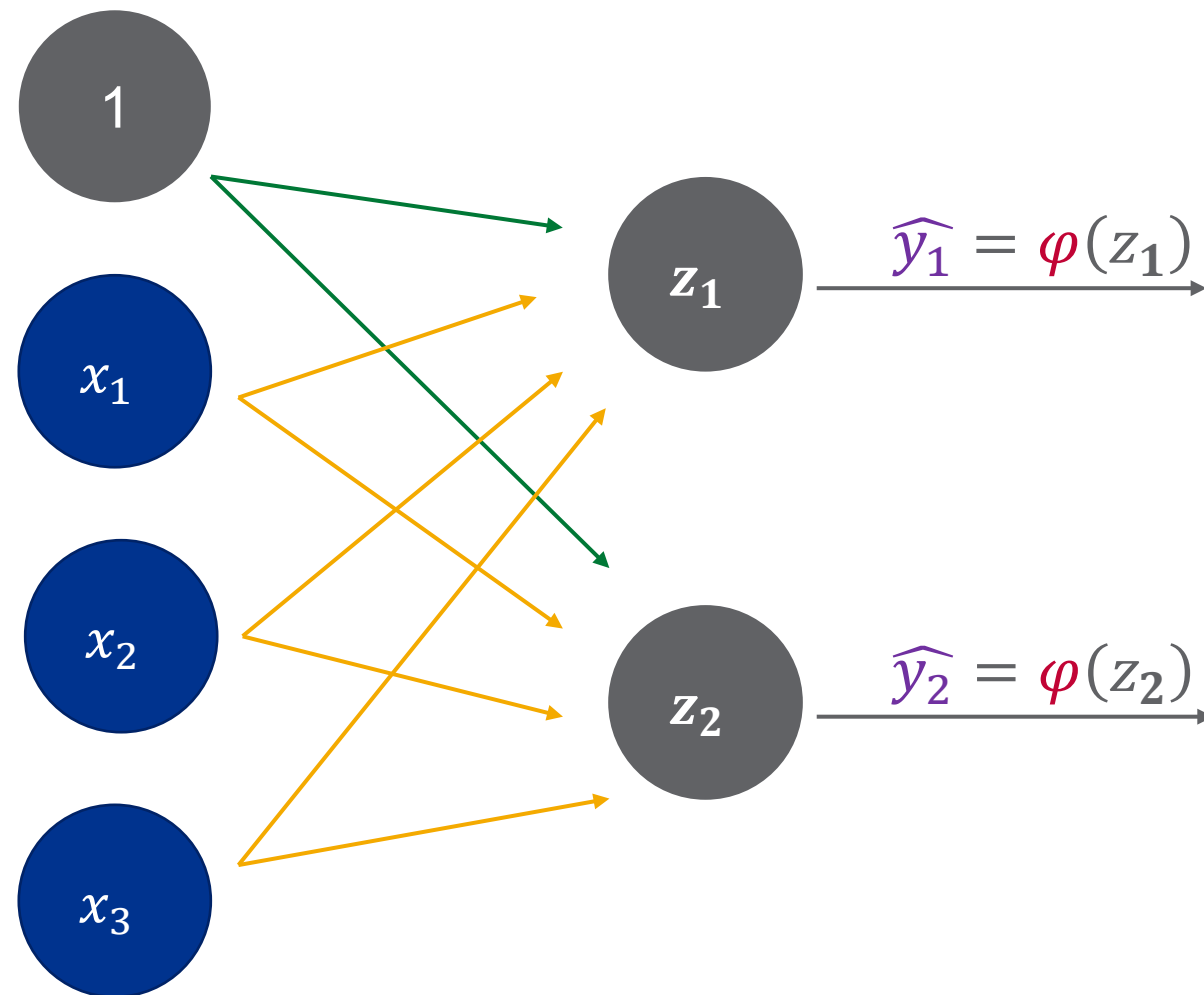 1
x₁
x₂
x₃
z₁
z₂
ŷ₁ = φ(z₁)
ŷ₂ = φ(z₂)